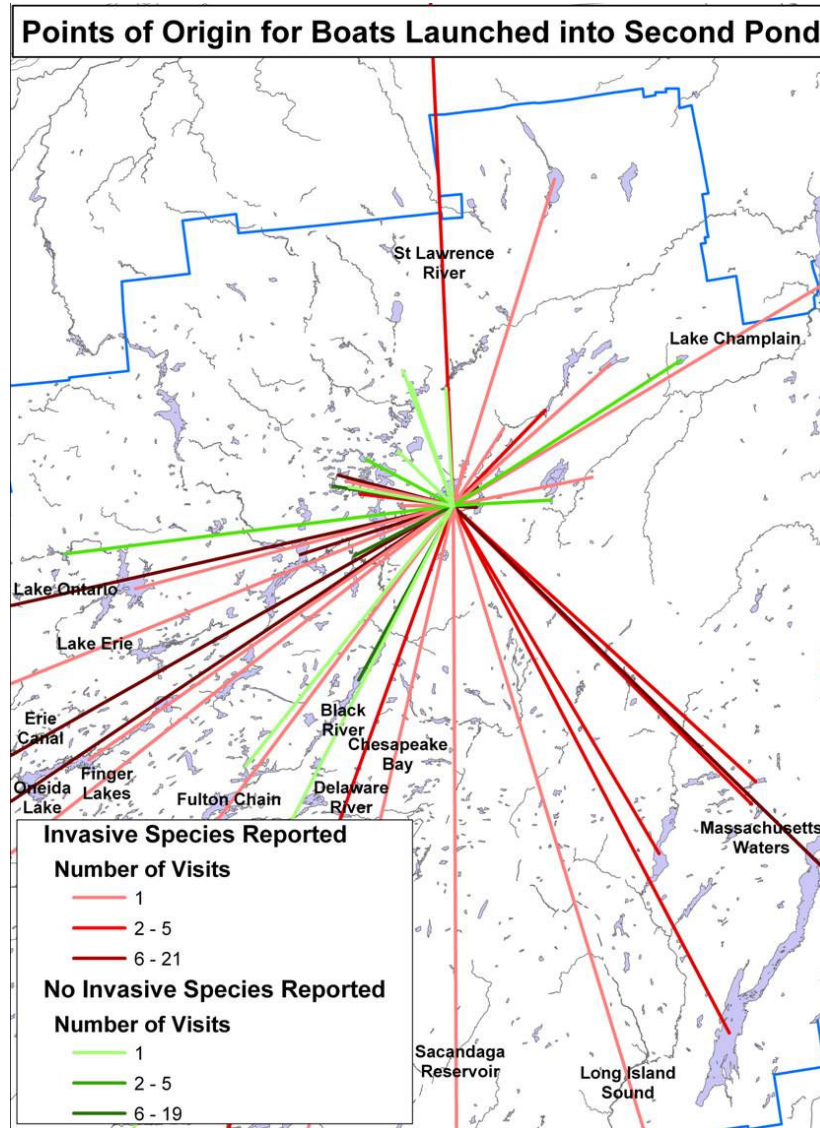 Points of Origin for Boats Launched into Second Pond
St Lawrence
River
Lake Champlain
Lake Ontario
Lake Erie
Erie
Canal
Oneida
Lake
Finger
Lakes
Fulton Chain
Black
River
Chesapeake
Bay
Delaware
River
Massachusetts
Waters
Sacandaga
Reservoir
Long Island
Sound
Invasive Species Reported
Number of Visits
1
2 - 5
6 - 21
No Invasive Species Reported
Number of Visits
1
2 - 5
6 - 19